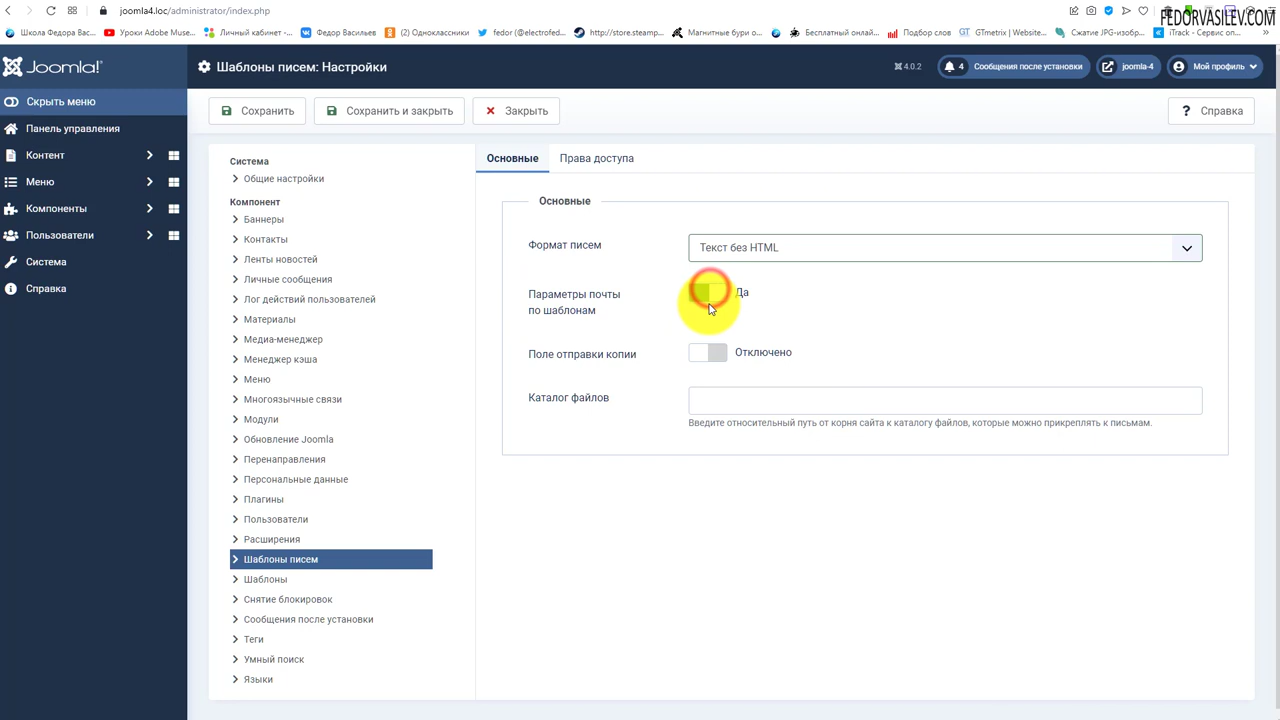 joomla4.loc/administrator/index.php
FEDORVASILEV.COM
Школа Федора Вас...
Уроки Adobe Muse...
Личный кабинет -...
Федор Васильев
(2) Одноклассники
fedor (@electrofed...
http://store.steamp...
Магнитные бури о...
Бесплатный онлай...
Подбор слов
GTmetrix | Website...
Сжатие JPG-изобр...
iTrack - Сервис оп...
Joomla!
Шаблоны писем: Настройки
4.0.2
4 Сообщения после установки
joomla-4
Мой профиль
Скрыть меню
Панель управления
Контент
Меню
Компоненты
Пользователи
Система
Справка
Сохранить
Сохранить и закрыть
Закрыть
Справка
Система
Общие настройки
Компонент
Баннеры
Контакты
Ленты новостей
Личные сообщения
Лог действий пользователей
Материалы
Медиа-менеджер
Менеджер кэша
Меню
Многоязычные связи
Модули
Обновление Joomla
Перенаправления
Персональные данные
Плагины
Пользователи
Расширения
Шаблоны писем
Шаблоны
Снятие блокировок
Сообщения после установки
Теги
Умный поиск
Языки
Основные
Права доступа
Основные
Формат писем
Текст без HTML
Параметры почты
по шаблонам
Да
Поле отправки копии
Отключено
Каталог файлов
Введите относительный путь от корня сайта к каталогу файлов, которые можно прикреплять к письмам.